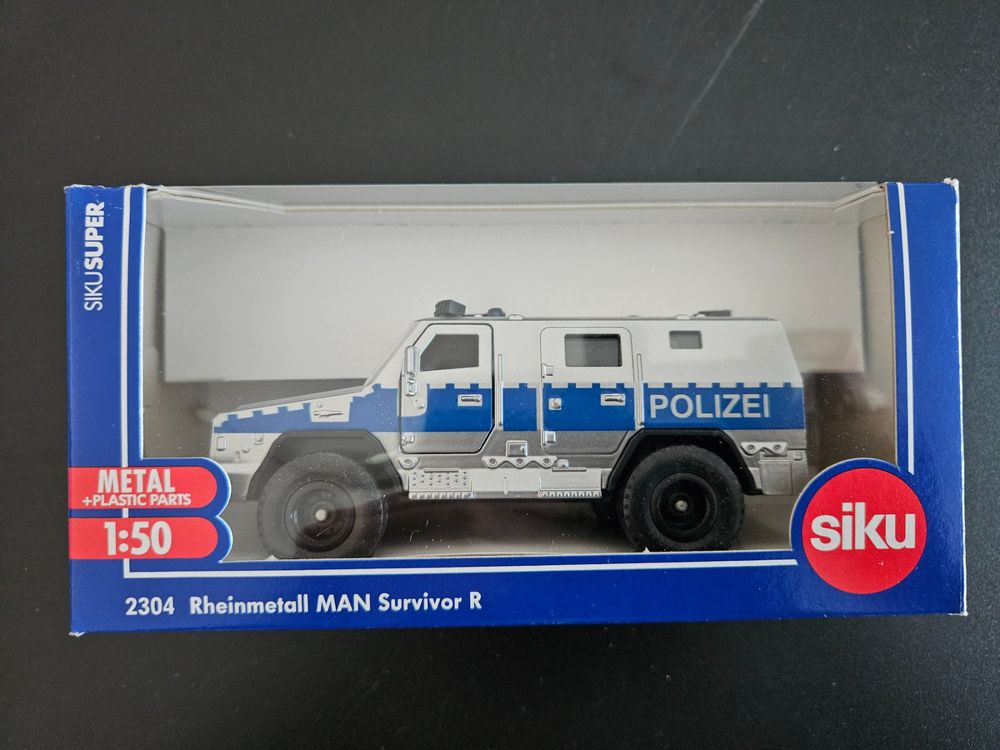 SIKUSUPER
POLIZEI
METAL
+PLASTIC PARTS
1:50
siku
2304 Rheinmetall MAN Survivor R